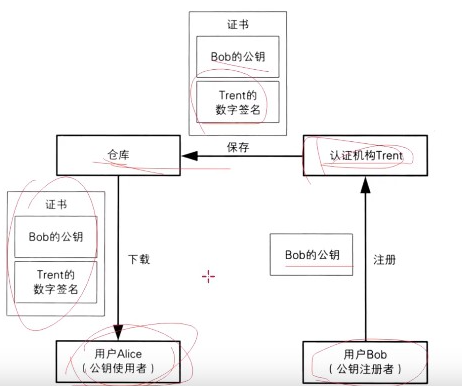 证书
Bob的公钥
Trent的
数字签名
仓库
保存
认证机构Trent
证书
Bob的公钥
Trent的
数字签名
下载
Bob的公钥
注册
用户Alice
（公钥使用者）
用户Bob
（公钥注册者）